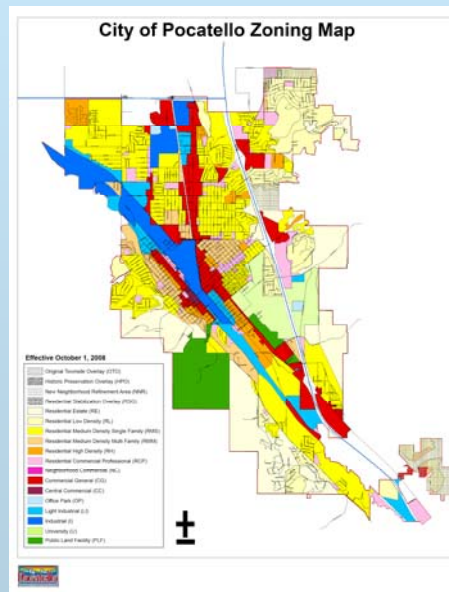 City of Pocatello Zoning Map
Effective October 1, 2008
Original Townsite Overlay (OTO)
Historic Preservation Overlay (HPO)
New Neighborhood Refinement Area (NNR)
Residential Stabilization Overlay
Residential Estate (RE)
Residential Low Density (RL)
Residential Medium Density Single Family (RMS)
Residential Medium Density Multi Family (RMM)
Residential High Density (RH)
Residential Commercial Professional (RCP)
Neighborhood Commercial (NC)
Commercial General (CG)
Central Commercial (CC)
Office Park (OP)
Light Industrial (LI)
Industrial (I)
University (U)
Public Land Facility (PLF)